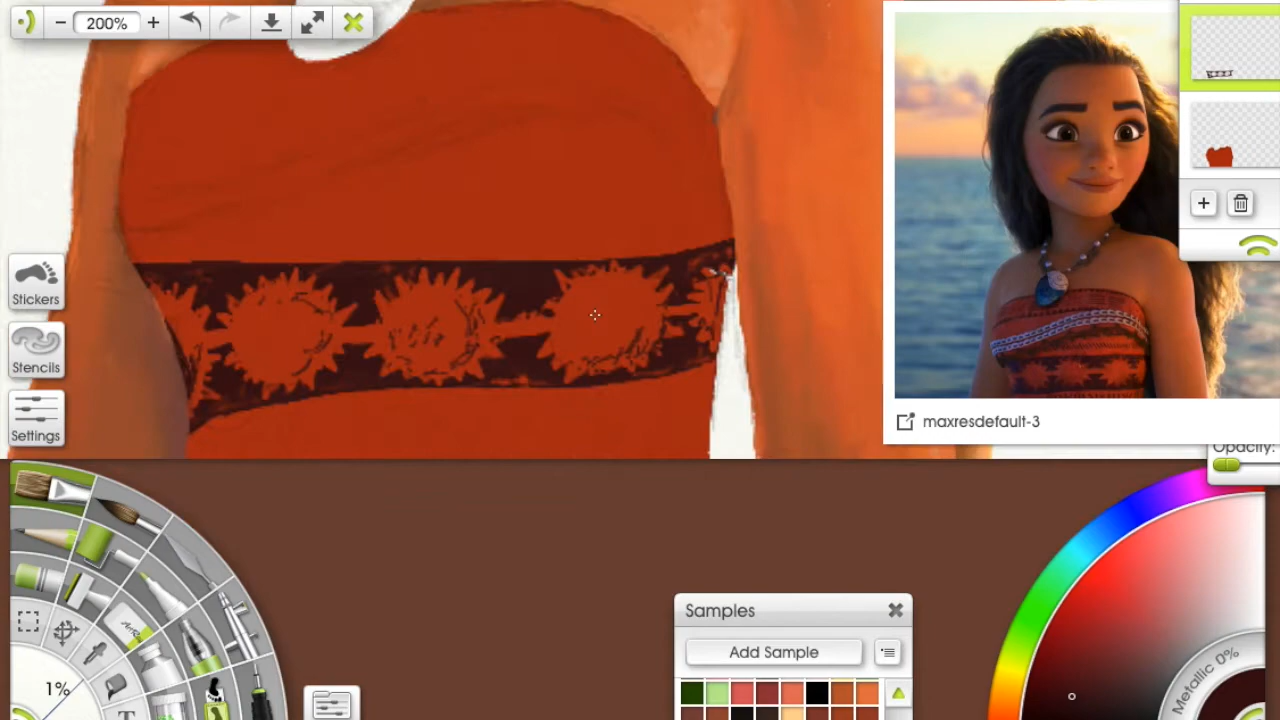 200%
Stickers
Stencils
Settings
maxresdefault-3
Opacity:
Samples
Add Sample
Metallic 0%
1%
T